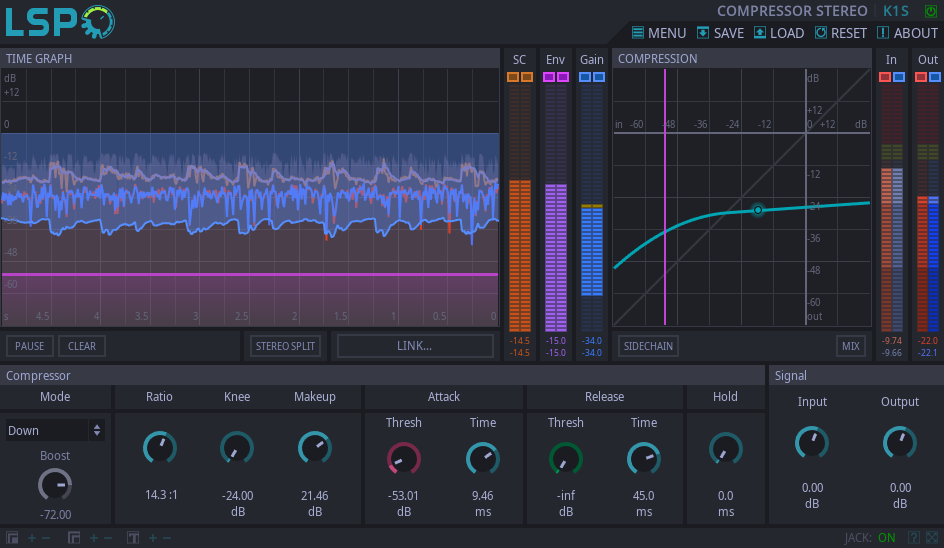 LSP
COMPRESSOR STEREO K1S
MENU SAVE LOAD RESET ABOUT
TIME GRAPH
SC Env Gain
COMPRESSION
In Out
dB
+12
0
-12
-48
-60
s 4.5 4 3.5 3 2.5 2 1.5 1 0.5 0
dB
+12
in -60 -48 -36 -24 -12 0 +12 dB
-12
-24
-36
-48
-60
out
-14.5 -15.0 -34.0
-14.5 -15.0 -34.0
-9.74 -22.0
-9.66 -22.1
PAUSE CLEAR STEREO SPLIT LINK... SIDECHAIN MIX
Compressor Signal
Mode Ratio Knee Makeup Attack Release Hold
Input Output
Thresh Time Thresh Time
Down
Boost
-72.00
14.3 :1
-24.00
dB
21.46
dB
-53.01
dB
9.46
ms
-inf
dB
45.0
ms
0.0
ms
0.00
dB
0.00
dB
JACK: ON